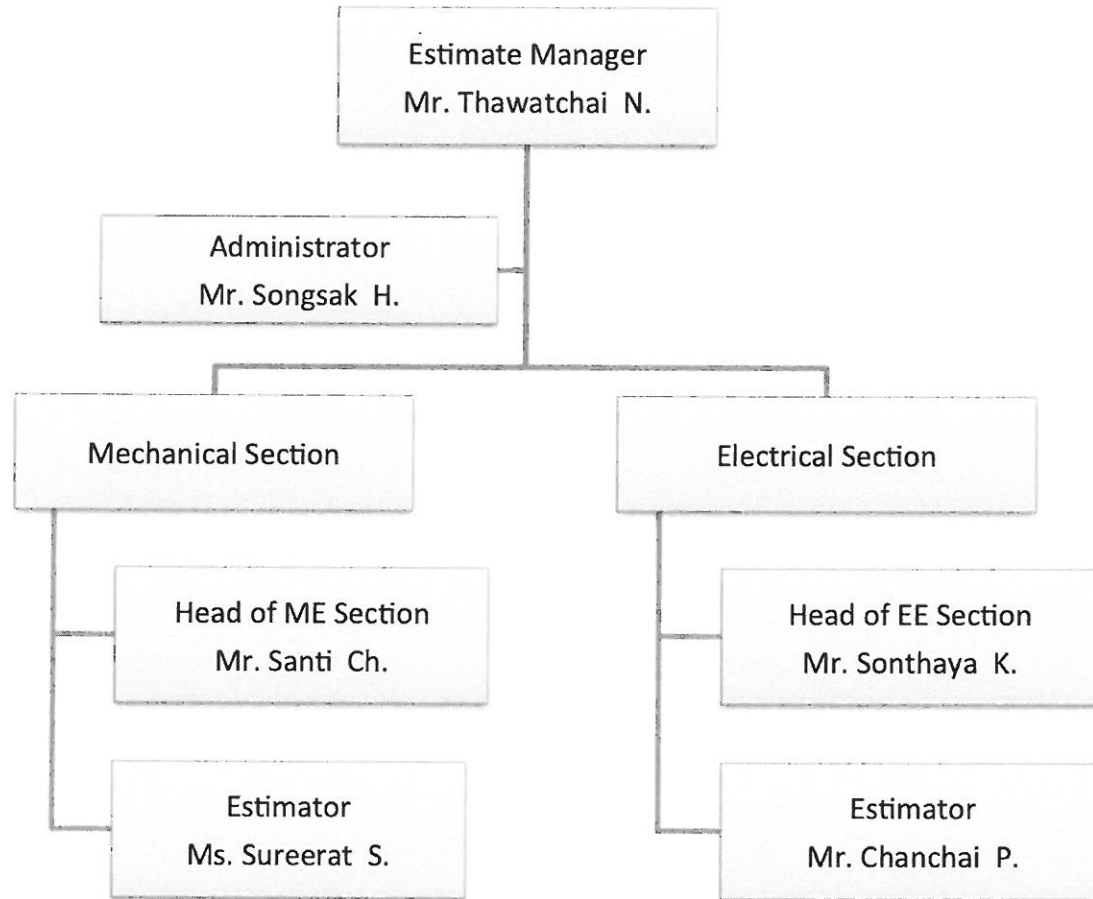 Estimate Manager
Mr. Thawatchai N.
Administrator
Mr. Songsak H.
Mechanical Section
Electrical Section
Head of ME Section
Mr. Santi Ch.
Head of EE Section
Mr. Sonthaya K.
Estimator
Ms. Sureerat S.
Estimator
Mr. Chanchai P.